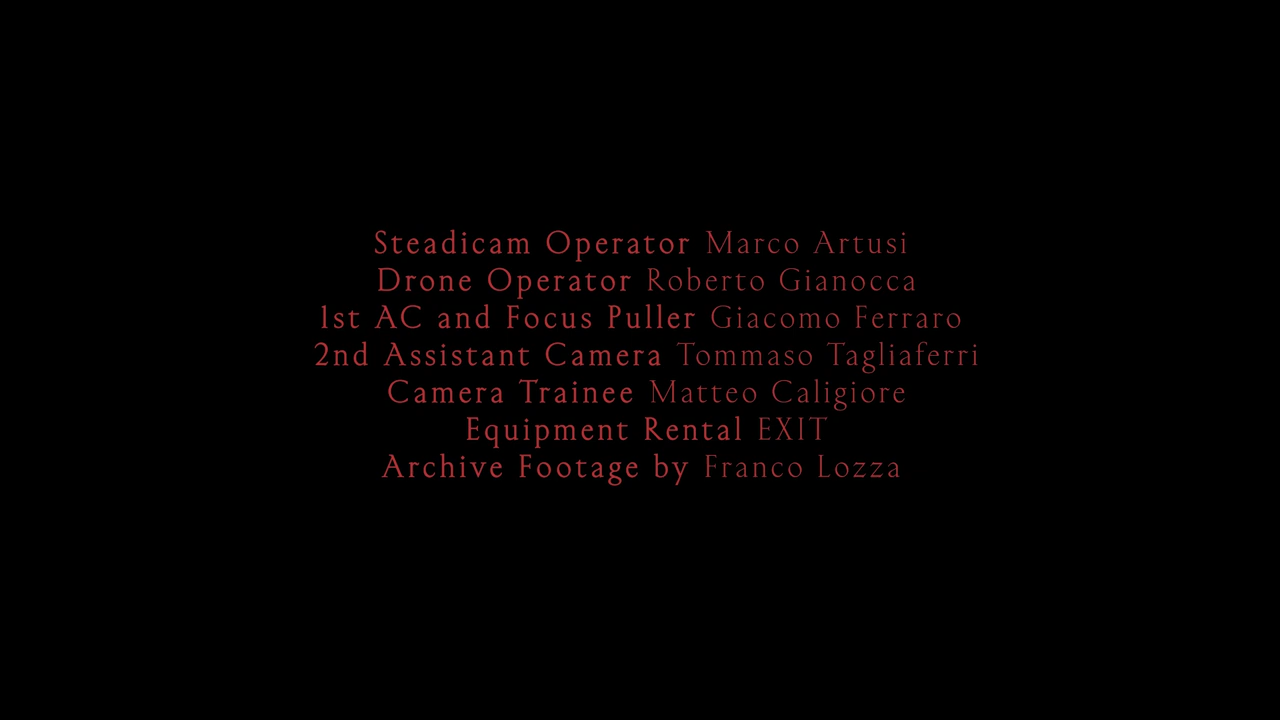 Steadicam Operator Marco Artusi
Drone Operator Roberto Gianocca
1st AC and Focus Puller Giacomo Ferraro
2nd Assistant Camera Tommaso Tagliaferri
Camera Trainee Matteo Caligiore
Equipment Rental EXIT
Archive Footage by Franco Lozza